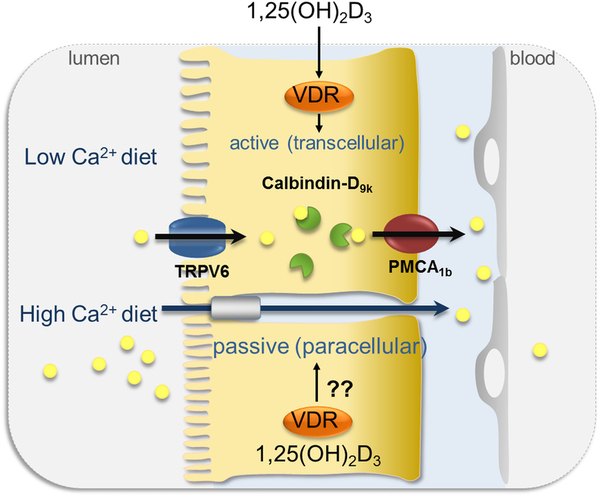 1,25(OH)₂D₃
lumen
blood
VDR
active (transcellular)
Low Ca²⁺ diet
Calbindin-D₉ₖ
TRPV6
PMCA₁b
High Ca²⁺ diet
passive (paracellular)
??
VDR
1,25(OH)₂D₃